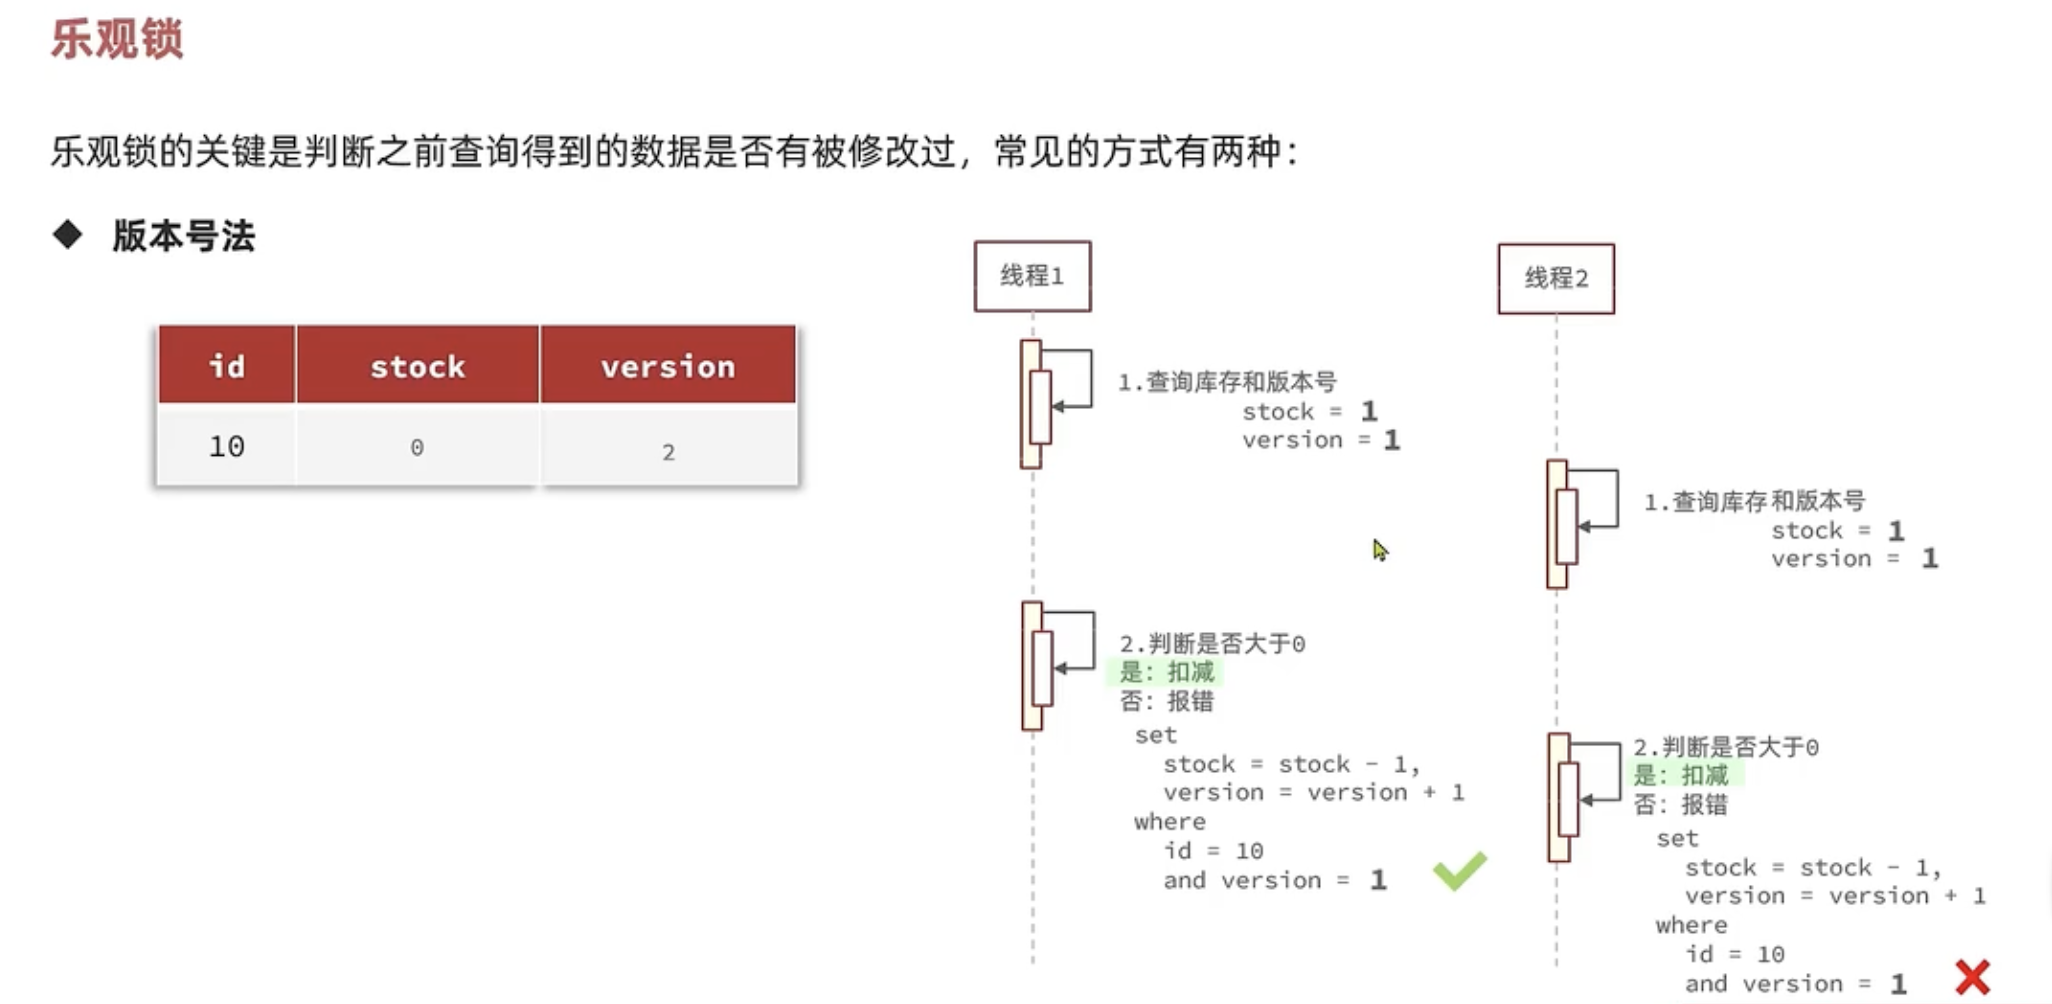 乐观锁
乐观锁的关键是判断之前查询得到的数据是否有被修改过，常见的方式有两种：
◆ 版本号法
id stock version
10 0 2
线程1
1.查询库存和版本号
stock = 1
version = 1
2.判断是否大于0
是：扣减
否：报错
set
stock = stock - 1,
version = version + 1
where
id = 10
and version = 1
线程2
1.查询库存和版本号
stock = 1
version = 1
2.判断是否大于0
是：扣减
否：报错
set
stock = stock - 1,
version = version + 1
where
id = 10
and version = 1